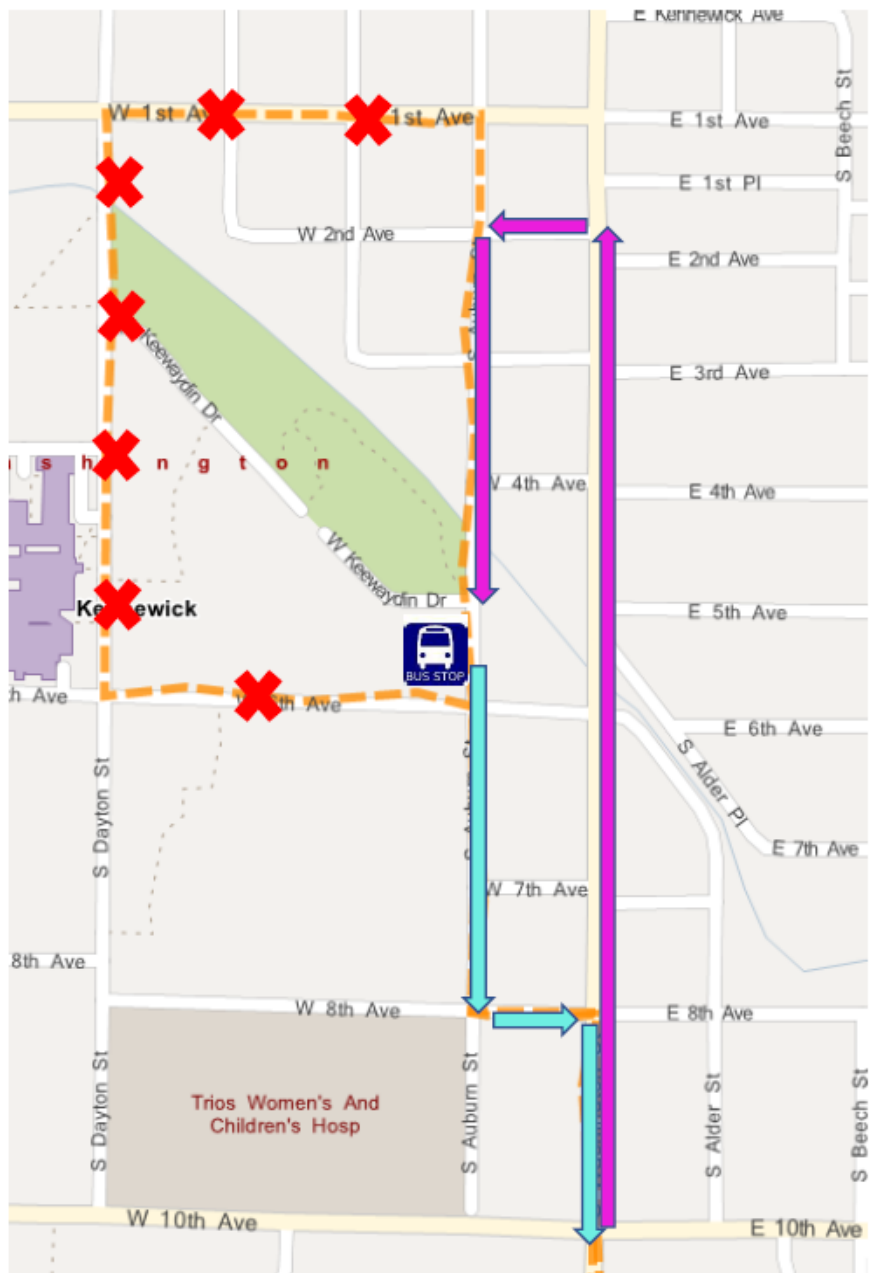 E Kennewick Ave
S Beech St
W 1st
1st Ave
E 1st Ave
E 1st Pl
W 2nd Ave
E 2nd Ave
Keewaydin Dr
E 3rd Ave
n g t o n
W 4th Ave
E 4th Ave
W Keewaydin Dr
E 5th Ave
BUS STOP
th Ave
Ave
E 6th Ave
S Alder Pl
S Dayton St
E 7th Ave
W 7th Ave
8th Ave
W 8th Ave
E 8th Ave
S Dayton St
S Auburn St
S Alder St
S Beech St
Trios Women's And
Children's Hosp
W 10th Ave
E 10th Ave